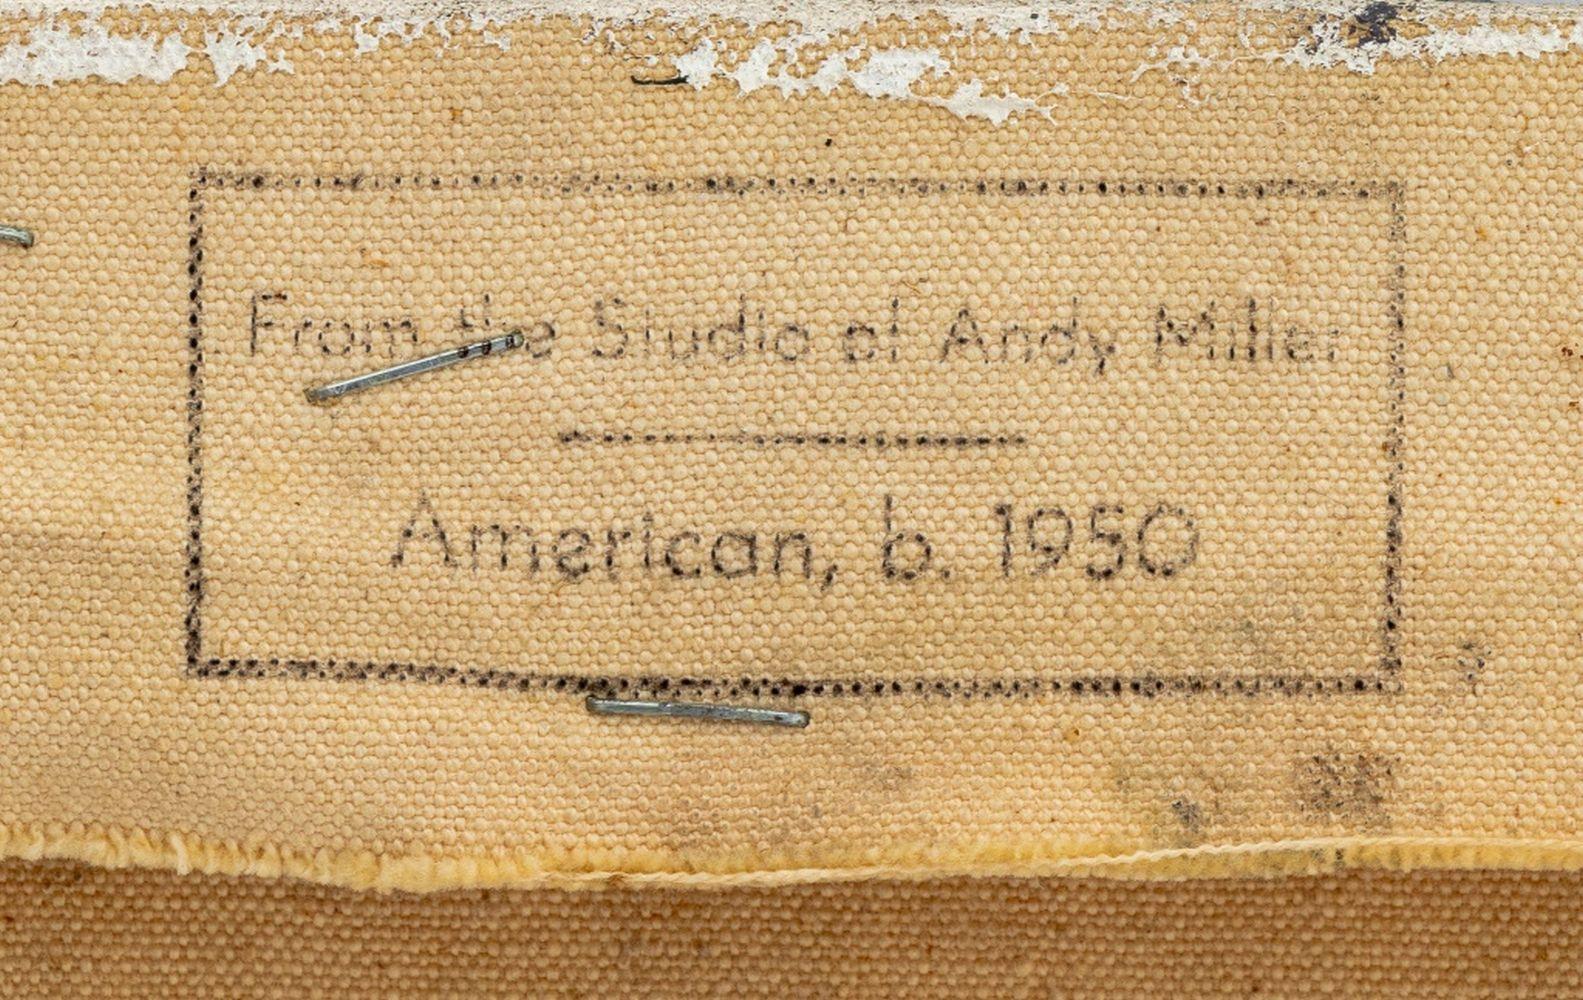 From the Studio of Andy Miller
American, b. 1950